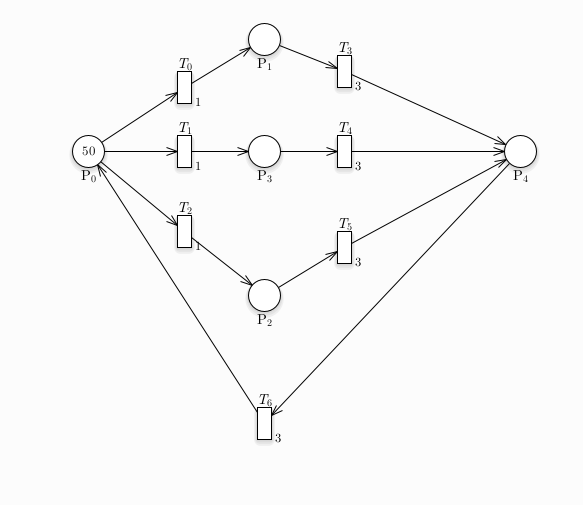 P₁
T₀
T₃
1
3
T₁
T₄
50
P₀
1
P₃
3
P₄
T₂
T₅
1
3
P₂
T₆
3